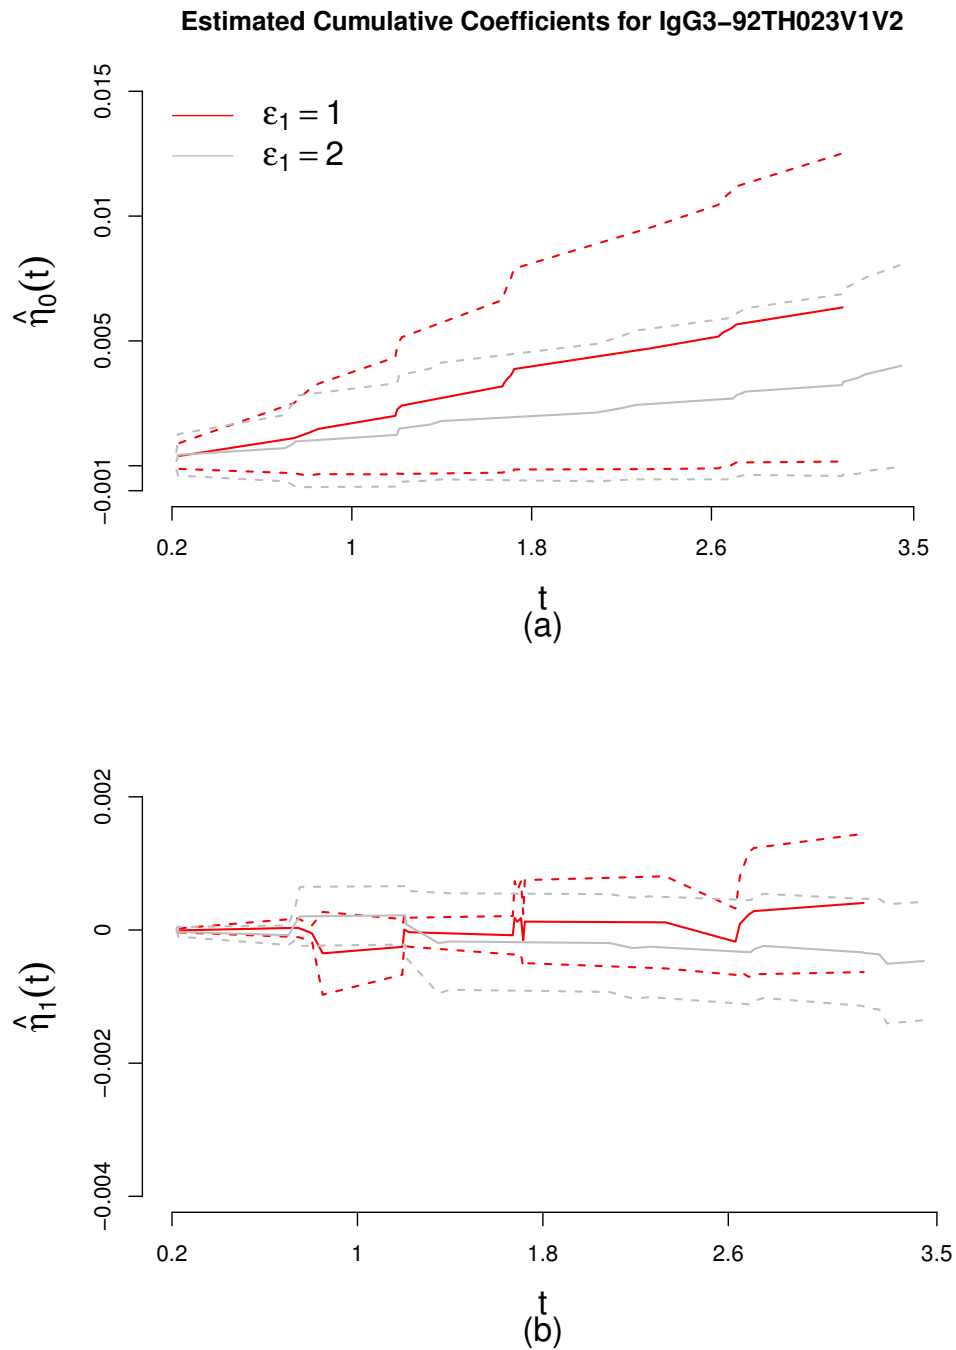 Estimated Cumulative Coefficients for IgG3−92TH023V1V2
0.015
0.01
0.005
−0.001
η̂0(t)
ε1 = 1
ε1 = 2
0.2 1 1.8 2.6 3.5
t
(a)
0.002
0
−0.002
−0.004
η̂1(t)
0.2 1 1.8 2.6 3.5
t
(b)